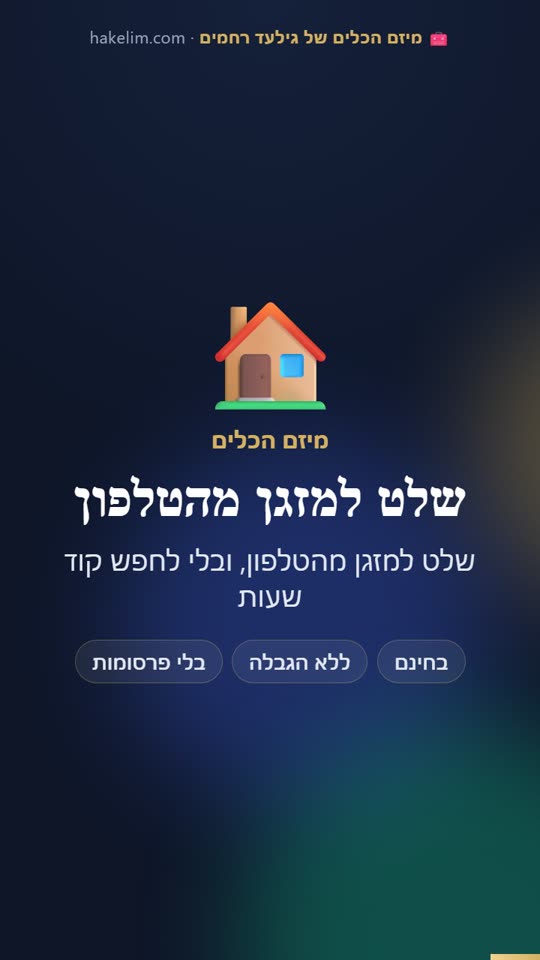 מיזם הכלים של גילעד רחמים · hakelim.com
מיזם הכלים
שלט למזגן מהטלפון
שלט למזגן מהטלפון, ובלי לחפש קוד
שעות
בחינם
ללא הגבלה
בלי פרסומות